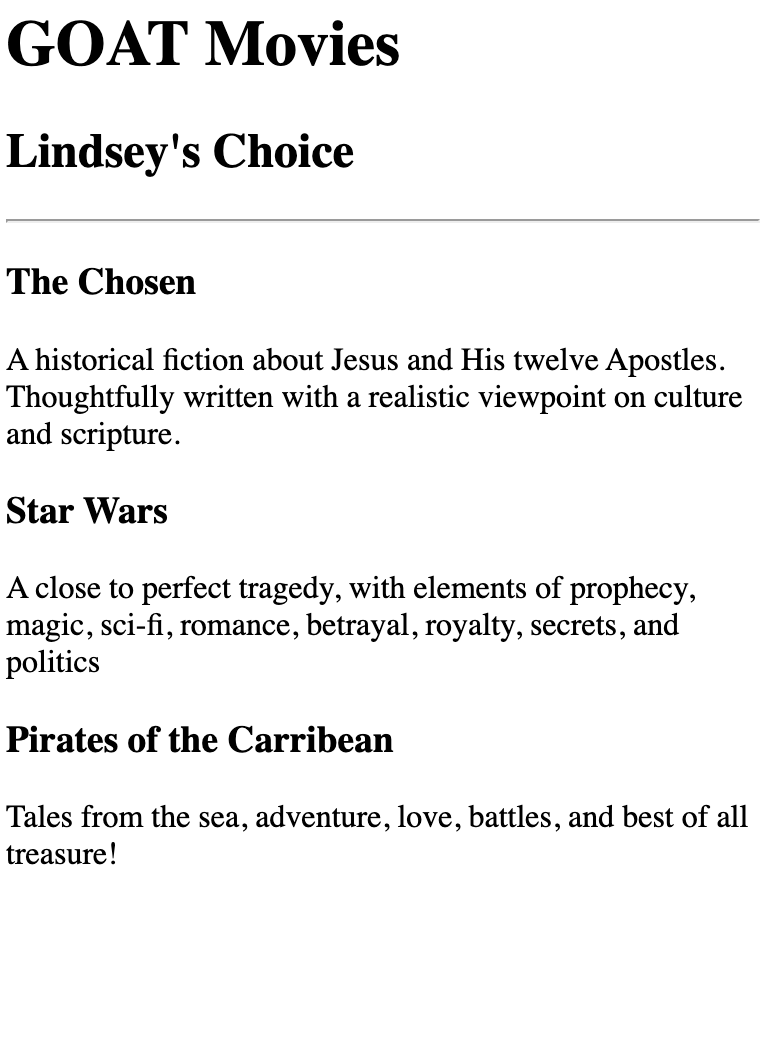 GOAT Movies
Lindsey's Choice
The Chosen
A historical fiction about Jesus and His twelve Apostles.
Thoughtfully written with a realistic viewpoint on culture
and scripture.
Star Wars
A close to perfect tragedy, with elements of prophecy,
magic, sci-fi, romance, betrayal, royalty, secrets, and
politics
Pirates of the Carribean
Tales from the sea, adventure, love, battles, and best of all
treasure!